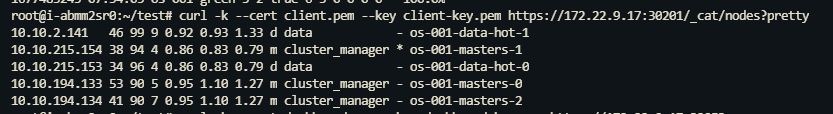 root@i-abmm2sr0:~/test# curl -k --cert client.pem --key client-key.pem https://172.22.9.17:30201/_cat/nodes?pretty
10.10.2.141 46 99 9 0.92 0.93 1.33 d data - os-001-data-hot-1
10.10.215.154 38 94 4 0.86 0.83 0.79 m cluster_manager * os-001-masters-1
10.10.215.153 34 96 4 0.86 0.83 0.79 d data - os-001-data-hot-0
10.10.194.133 53 90 5 0.95 1.10 1.27 m cluster_manager - os-001-masters-0
10.10.194.134 41 90 7 0.95 1.10 1.27 m cluster_manager - os-001-masters-2